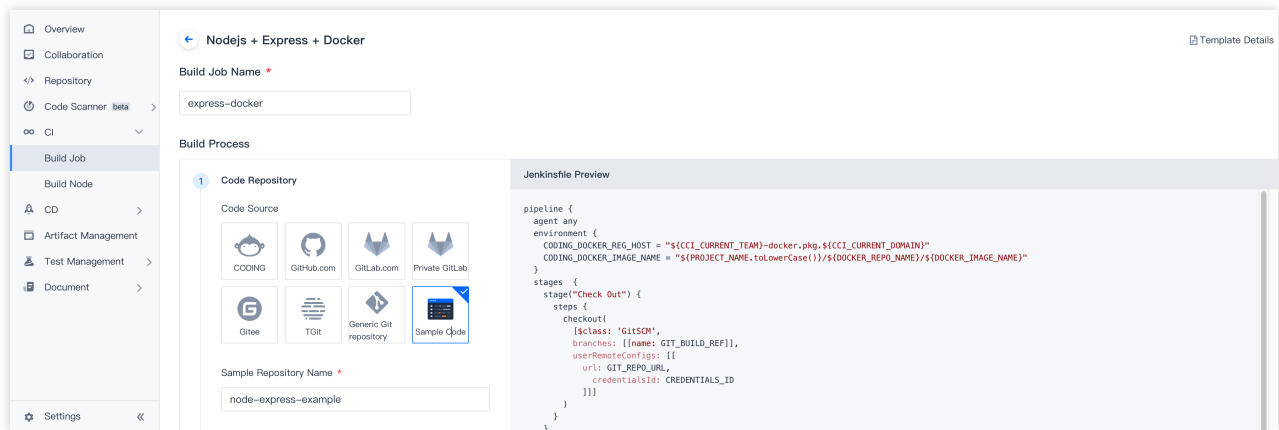 Overview
Collaboration
Repository
Code Scanner beta
CI
Build Job
Build Node
CD
Artifact Management
Test Management
Document
Settings
Nodejs + Express + Docker
Template Details
Build Job Name *
express-docker
Build Process
1 Code Repository
Code Source
CODING GitHub.com GitLab.com Private GitLab
Gitee TGit Generic Git repository Sample Code
Sample Repository Name *
node-express-example
Jenkinsfile Preview
pipeline {
agent any
environment {
CODING_DOCKER_REG_HOST = "${CCI_CURRENT_TEAM}-docker.pkg.${CCI_CURRENT_DOMAIN}"
CODING_DOCKER_IMAGE_NAME = "${PROJECT_NAME.toLowerCase()}/${DOCKER_REPO_NAME}/${DOCKER_IMAGE_NAME}"
}
stages {
stage("Check Out") {
steps {
checkout(
[$class: 'GitSCM',
branches: [[name: GIT_BUILD_REF]],
userRemoteConfigs: [[
url: GIT_REPO_URL,
credentialsId: CREDENTIALS_ID
]]]
)
}
}